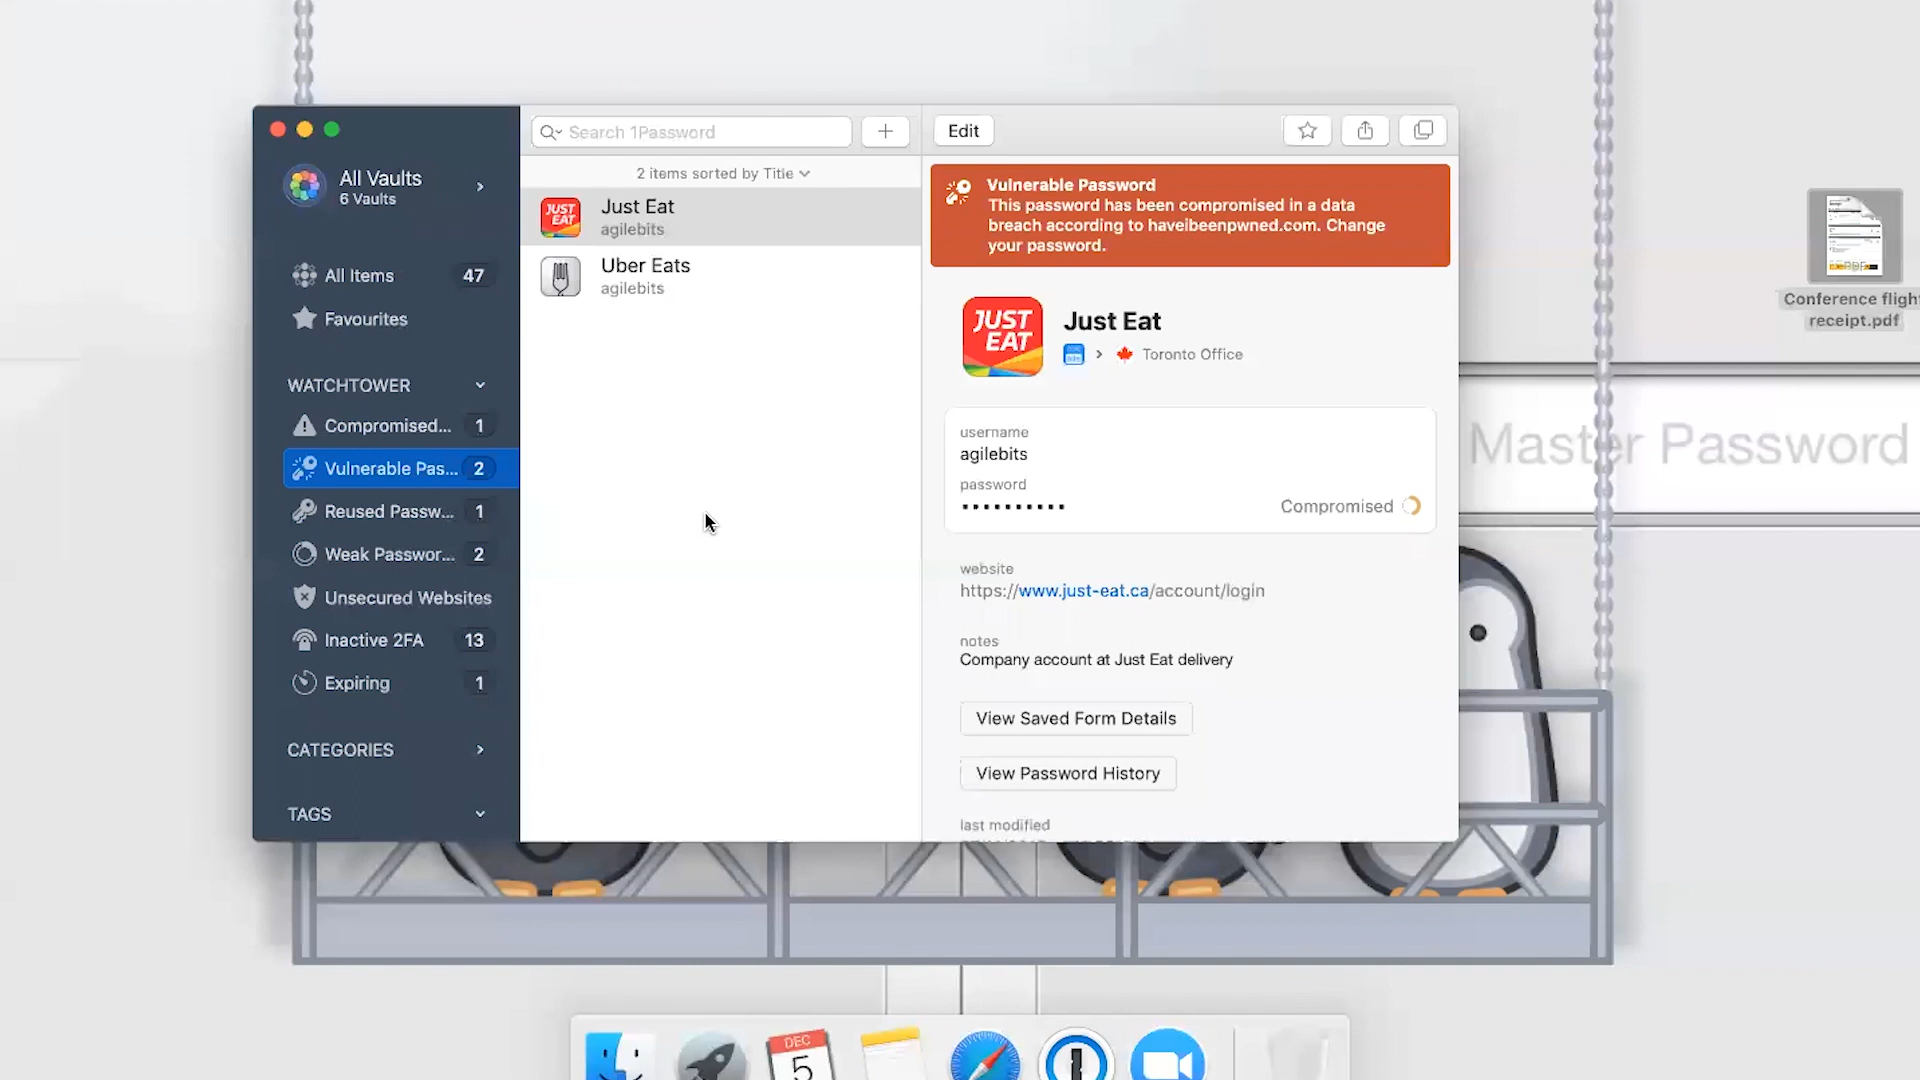 All Vaults
6 Vaults
All Items 47
Favourites
WATCHTOWER
Compromised... 1
Vulnerable Pas... 2
Reused Passw... 1
Weak Passwor... 2
Unsecured Websites
Inactive 2FA 13
Expiring 1
CATEGORIES
TAGS
Search 1Password
2 items sorted by Title
JUST EAT
Just Eat
agilebits
Uber Eats
agilebits
Edit
Vulnerable Password
This password has been compromised in a data
breach according to haveibeenpwned.com. Change
your password.
JUST
EAT
Just Eat
Toronto Office
username
agilebits
password
••••••••••
Compromised
website
https://www.just-eat.ca/account/login
notes
Company account at Just Eat delivery
View Saved Form Details
View Password History
last modified
PDF
Conference fligh
receipt.pdf
Master Password
DEC
5